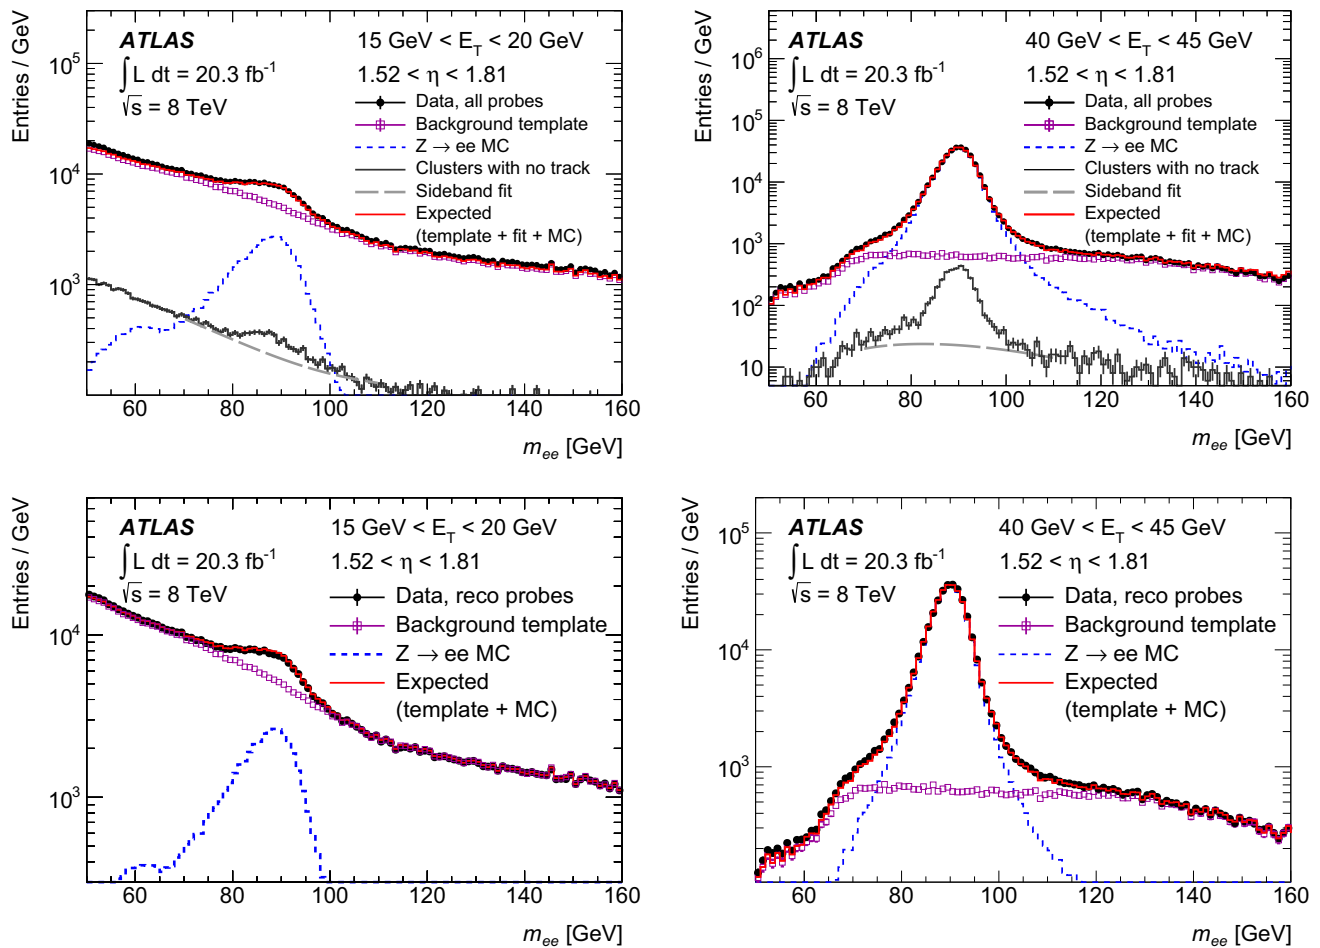 Entries / GeV
10⁵
10⁴
10³
ATLAS
∫ L dt = 20.3 fb⁻¹
√s = 8 TeV
15 GeV < E_T < 20 GeV
1.52 < η < 1.81
Data, all probes
Background template
Z → ee MC
Clusters with no track
Sideband fit
Expected
(template + fit + MC)
60 80 100 120 140 160
m_ee [GeV]
Entries / GeV
10⁶
10⁵
10⁴
10³
10²
10
ATLAS
∫ L dt = 20.3 fb⁻¹
√s = 8 TeV
40 GeV < E_T < 45 GeV
1.52 < η < 1.81
Data, all probes
Background template
Z → ee MC
Clusters with no track
Sideband fit
Expected
(template + fit + MC)
60 80 100 120 140 160
m_ee [GeV]
Entries / GeV
10⁴
10³
ATLAS
∫ L dt = 20.3 fb⁻¹
√s = 8 TeV
15 GeV < E_T < 20 GeV
1.52 < η < 1.81
Data, reco probes
Background template
Z → ee MC
Expected
(template + MC)
60 80 100 120 140 160
m_ee [GeV]
Entries / GeV
10⁵
10⁴
10³
ATLAS
∫ L dt = 20.3 fb⁻¹
√s = 8 TeV
40 GeV < E_T < 45 GeV
1.52 < η < 1.81
Data, reco probes
Background template
Z → ee MC
Expected
(template + MC)
60 80 100 120 140 160
m_ee [GeV]